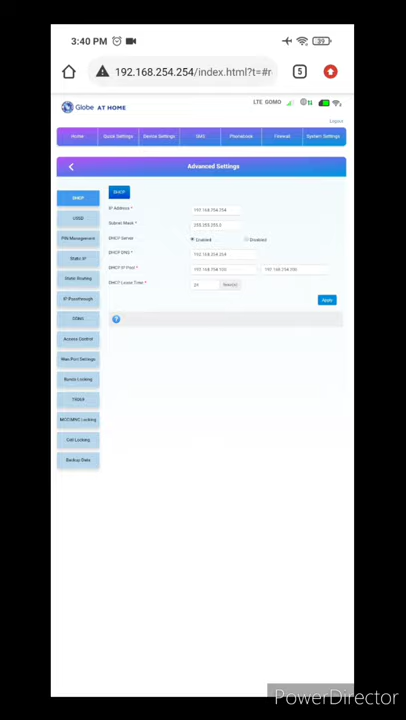 3:40 PM
39
192.168.254.254/index.html?t=#r
5
Globe AT HOME
LTE GOMO
Logout
Home
Quick Settings
Device Settings
SMS
Phonebook
Firewall
System Settings
Advanced Settings
DHCP
USSD
PIN Management
Static IP
Static Routing
IP Passthrough
DDNS
Access Control
Wan Port Settings
Bands Locking
TR069
MCC/MNC Locking
Cell Locking
Backup Data
DHCP
IP Address * 192.168.254.254
Subnet Mask * 255.255.255.0
DHCP Server Enabled Disabled
DHCP DNS * 192.168.254.254
DHCP IP Pool * 192.168.254.100 192.168.254.200
DHCP Lease Time * 24 Hour(s)
Apply
?
PowerDirector